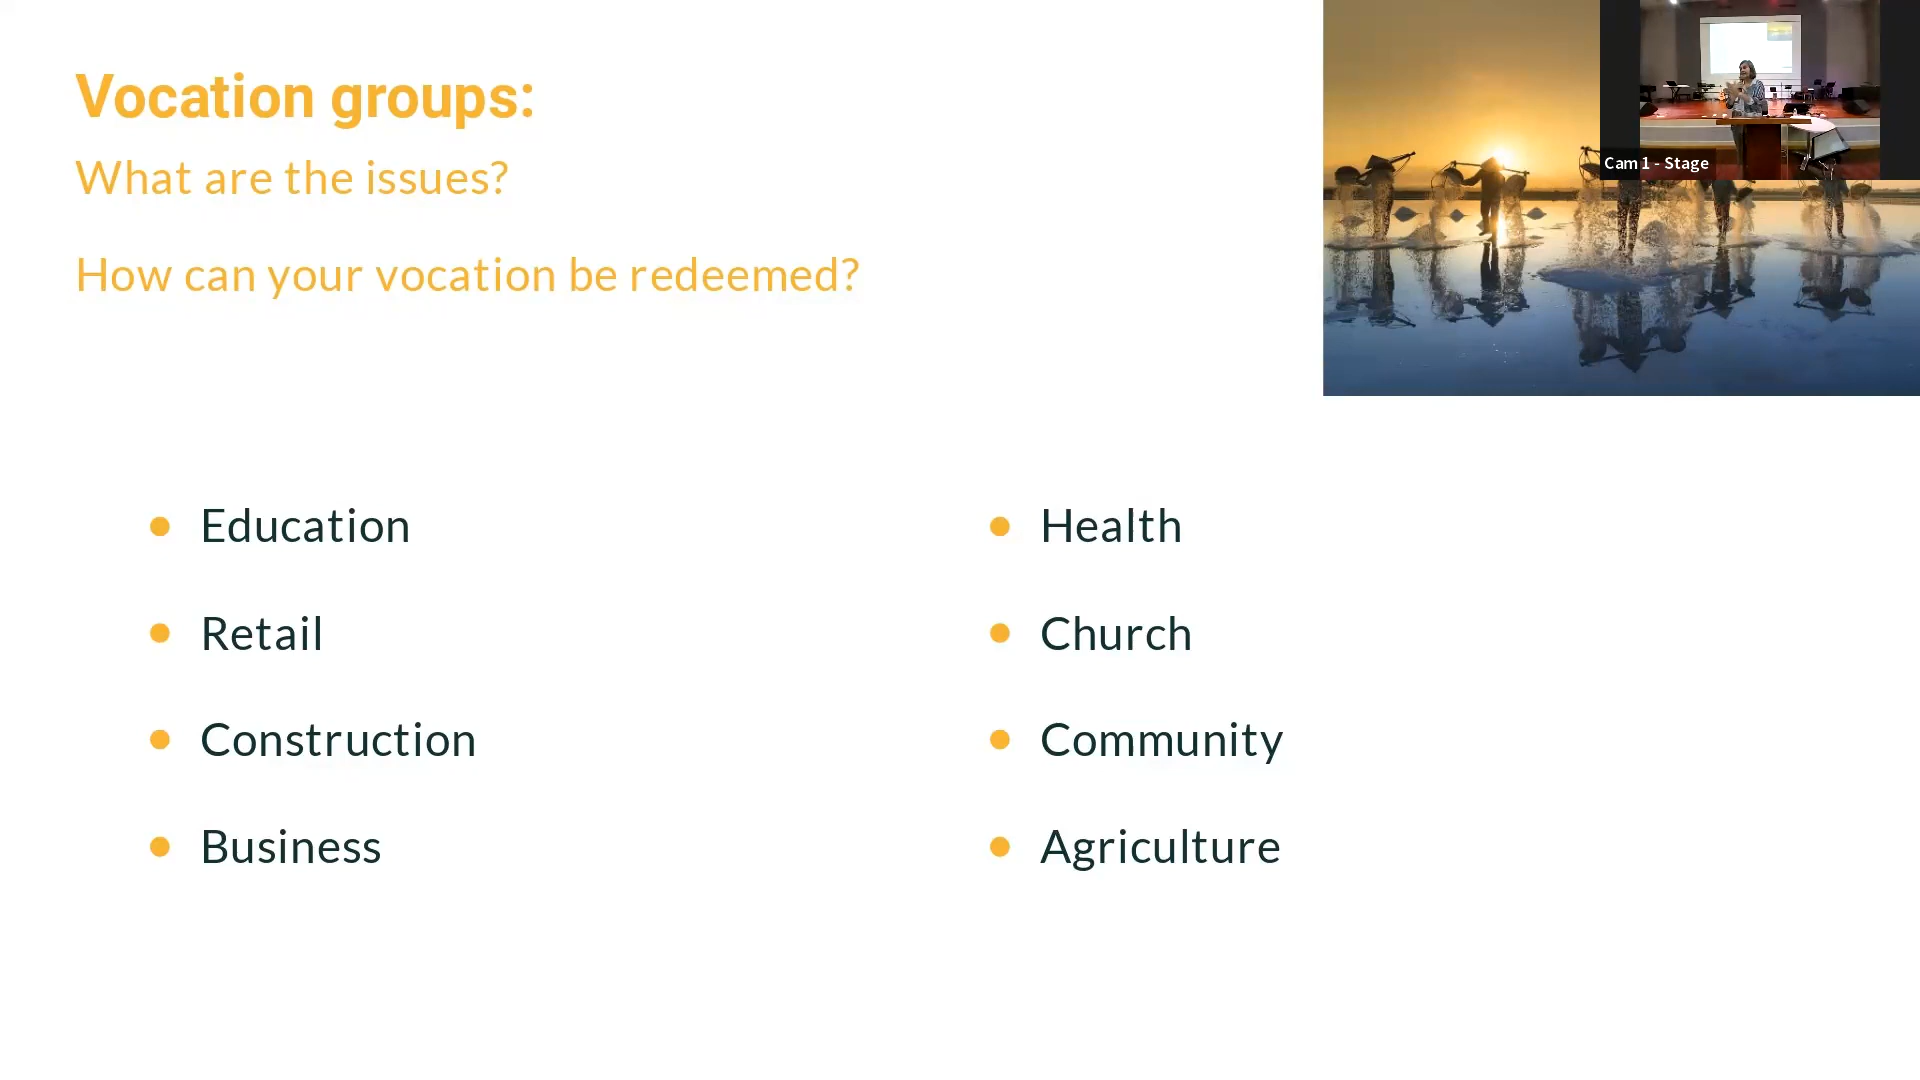 Vocation groups:
What are the issues?
How can your vocation be redeemed?
Cam 1 - Stage
Education
Retail
Construction
Business
Health
Church
Community
Agriculture